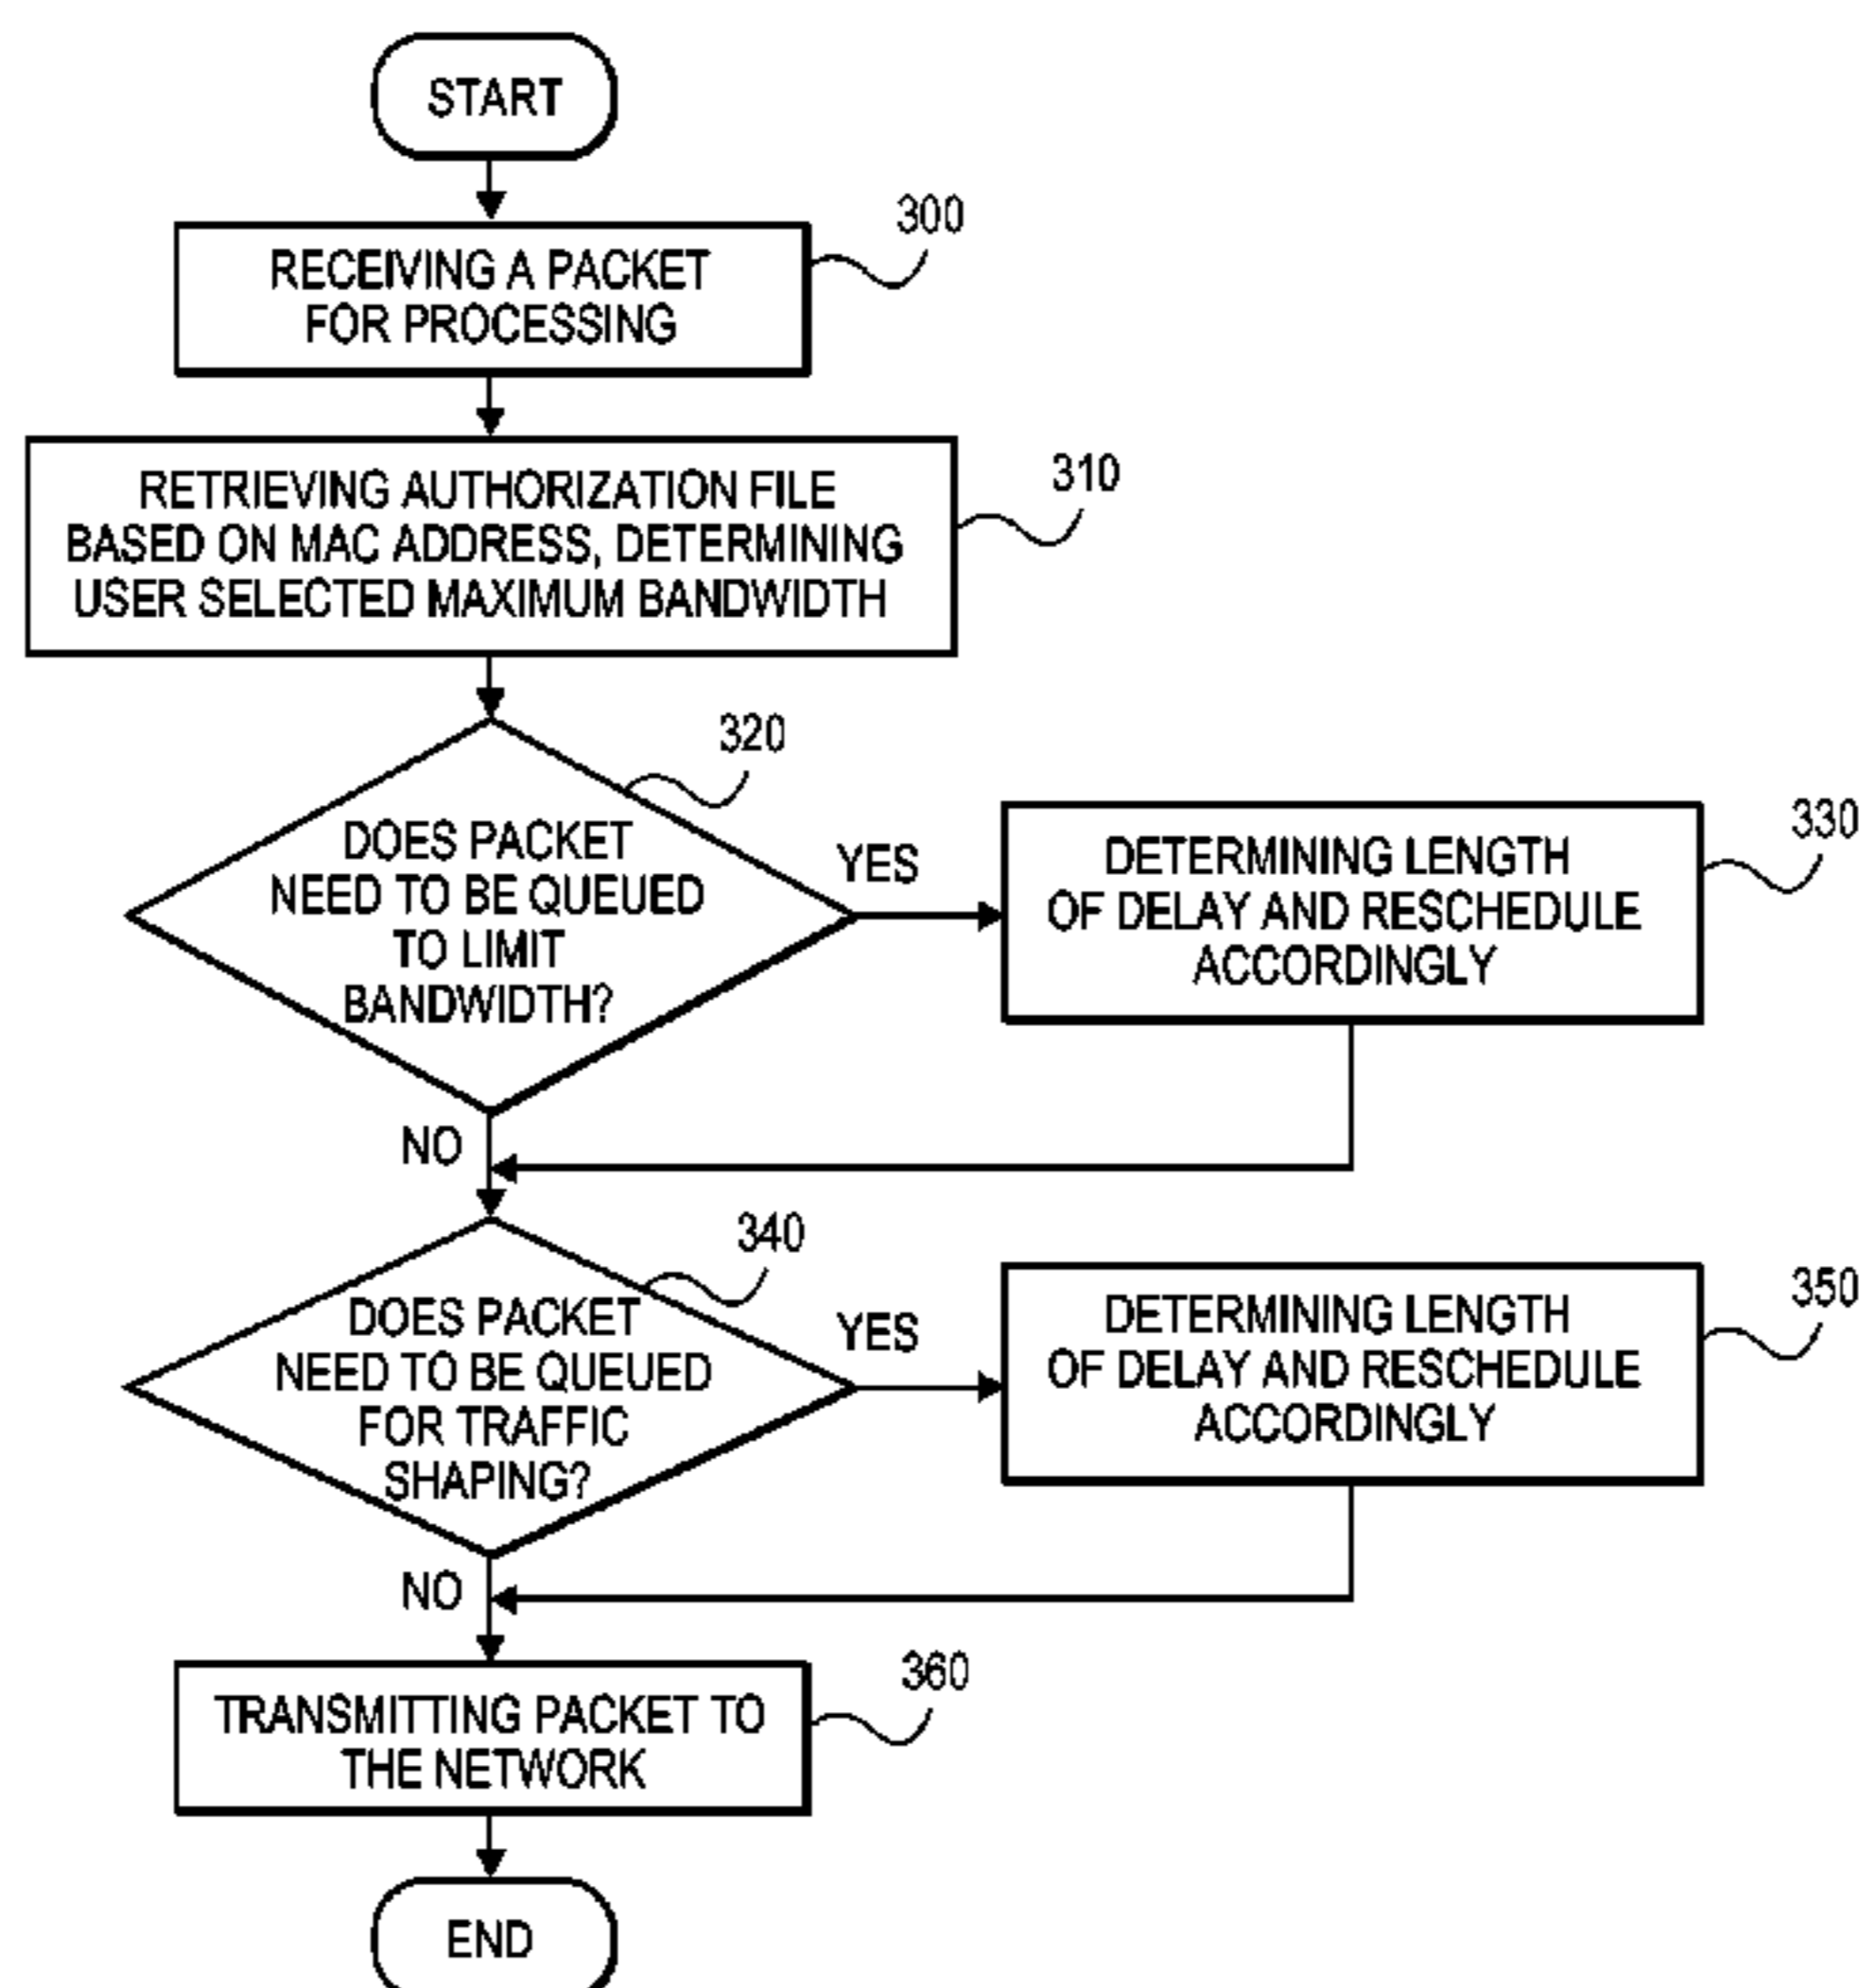 START
300
RECEIVING A PACKET
FOR PROCESSING
310
RETRIEVING AUTHORIZATION FILE
BASED ON MAC ADDRESS, DETERMINING
USER SELECTED MAXIMUM BANDWIDTH
320
DOES PACKET
NEED TO BE QUEUED
TO LIMIT
BANDWIDTH?
YES
330
DETERMINING LENGTH
OF DELAY AND RESCHEDULE
ACCORDINGLY
NO
340
DOES PACKET
NEED TO BE QUEUED
FOR TRAFFIC
SHAPING?
YES
350
DETERMINING LENGTH
OF DELAY AND RESCHEDULE
ACCORDINGLY
NO
360
TRANSMITTING PACKET TO
THE NETWORK
END